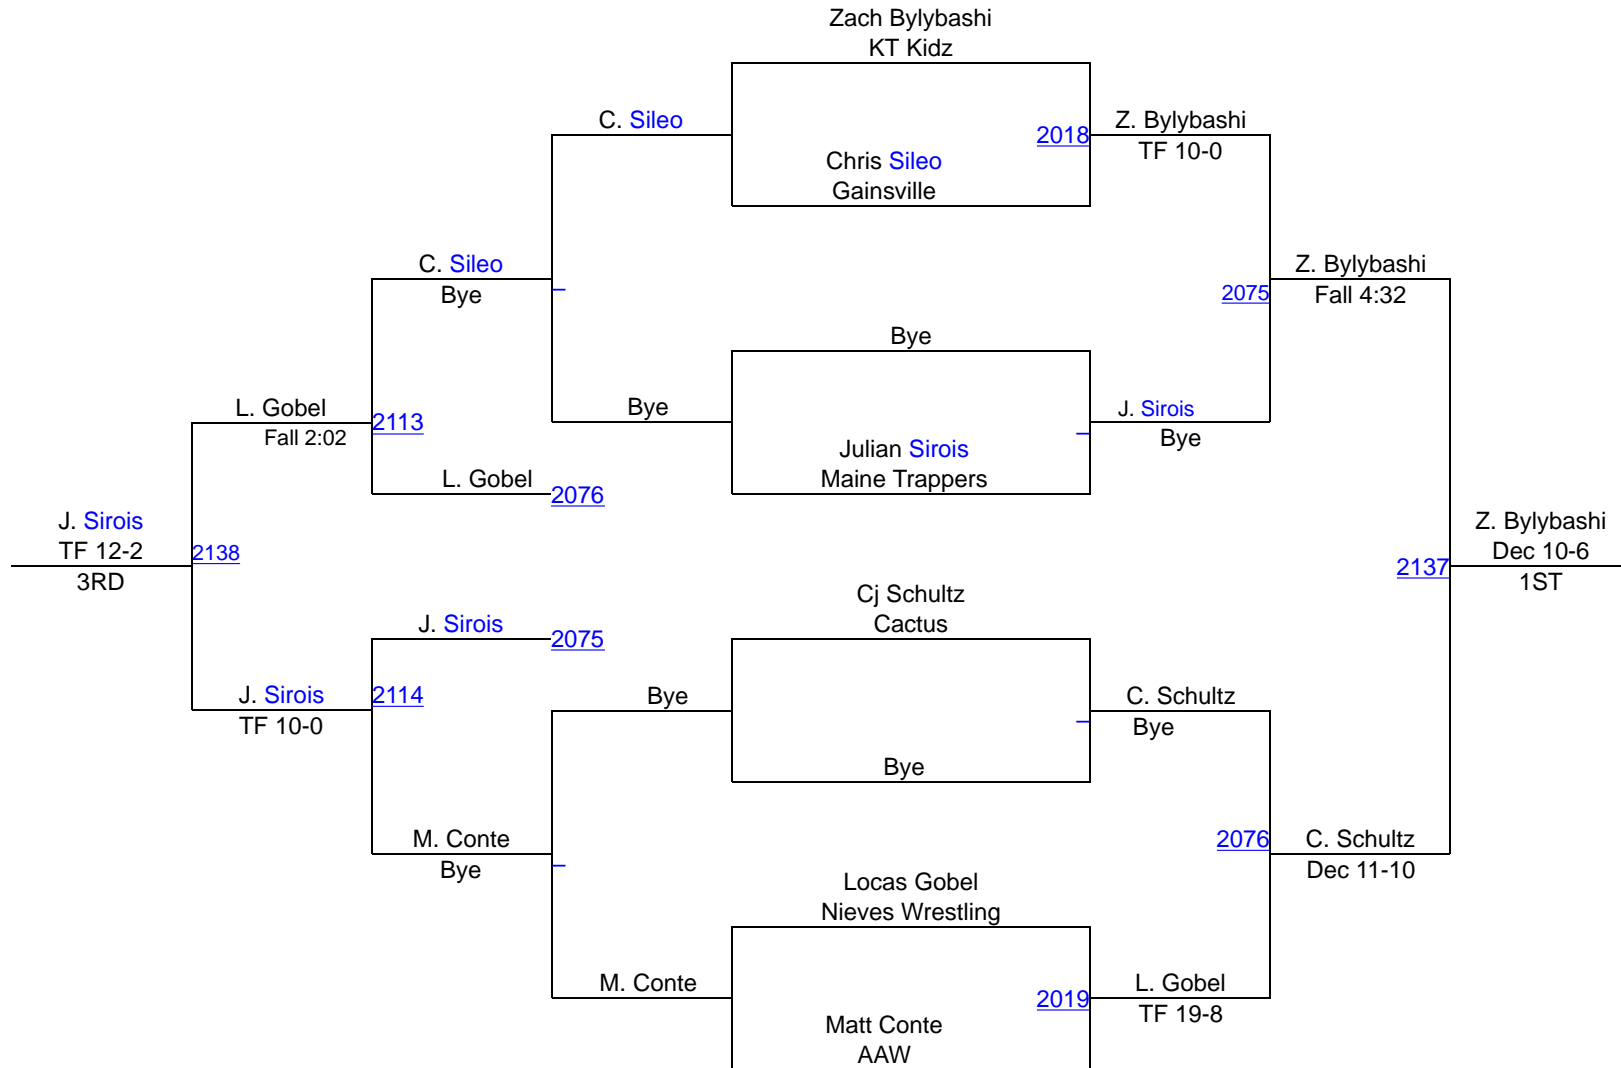 Zach Bylybashi
KT Kidz
C. Sileo
2018
Z. Bylybashi
TF 10-0
Chris Sileo
Gainsville
C. Sileo
Bye
Z. Bylybashi
2075
Fall 4:32
Bye
L. Gobel
Fall 2:02
2113
Bye
J. Sirois
Bye
Julian Sirois
Maine Trappers
L. Gobel
2076
J. Sirois
TF 12-2
3RD
2138
Z. Bylybashi
Dec 10-6
1ST
2137
Cj Schultz
Cactus
J. Sirois
2075
J. Sirois
TF 10-0
2114
Bye
C. Schultz
Bye
Bye
M. Conte
Bye
2076
C. Schultz
Dec 11-10
Locas Gobel
Nieves Wrestling
M. Conte
2019
L. Gobel
TF 19-8
Matt Conte
AAW